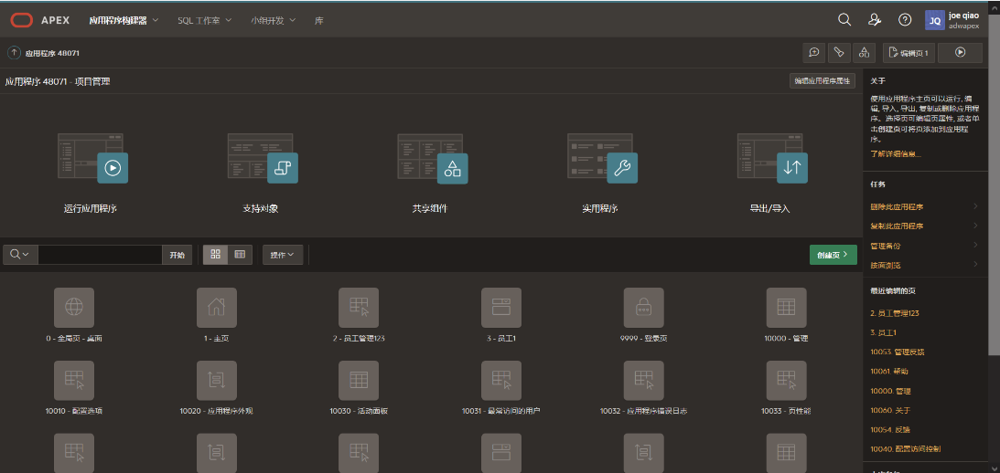 APEX 应用程序构建器 SQL 工作室 小组开发 库 JQ joe qiao
adwapex
应用程序 48071 编辑页 1
应用程序 48071 - 项目管理 编辑应用程序属性
运行应用程序 支持对象 共享组件 实用程序 导出/导入
开始 操作 创建页
0 - 全局页 - 桌面 1 - 主页 2 - 员工管理123 3 - 员工1 9999 - 登录页 10000 - 管理
10010 - 配置选项 10020 - 应用程序外观 10030 - 活动面板 10031 - 最常访问的用户 10032 - 应用程序错误日志 10033 - 页性能
关于
使用应用程序主页可以运行, 编
辑, 导入, 导出, 复制或删除应用程
序。选择页可编辑页属性, 或者单
击创建页可将页添加到应用程
序。
了解详细信息...
任务
删除此应用程序
复制此应用程序
管理备份
按面浏览
最近编辑的页
2. 员工管理123
3. 员工1
10053. 管理反馈
10061. 帮助
10000. 管理
10060. 关于
10054. 反馈
10040. 配置访问控制